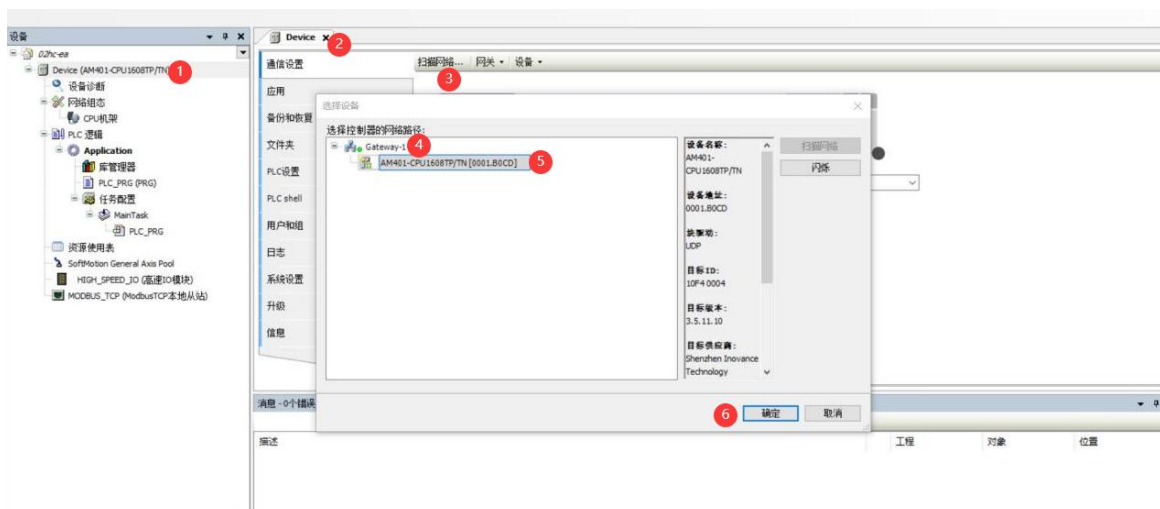 设备
02hc-ea
Device (AM401-CPU1608TP/TN)
1
设备诊断
网络组态
CPU机架
PLC 逻辑
Application
库管理器
PLC_PRG (PRG)
任务配置
MainTask
PLC_PRG
资源使用表
SoftMotion General Axis Pool
HIGH_SPEED_IO (高速IO模块)
MODBUS_TCP (ModbusTCP本地从站)
Device
2
通信设置
应用
备份和恢复
文件夹
PLC设置
PLC shell
用户和组
日志
系统设置
升级
信息
扫描网络... 网关 设备
3
选择设备
选择控制器的网络路径:
Gateway-1
4
AM401-CPU1608TP/TN [0001.B0CD]
5
设备名称:
AM401-
CPU1608TP/TN
设备地址:
0001.B0CD
块驱动:
UDP
目标ID:
10F4 0004
目标版本:
3.5.11.10
目标供应商:
Shenzhen Inovance
Technology
扫描网络
闪烁
6
确定 取消
消息 - 0个错误
描述 工程 对象 位置